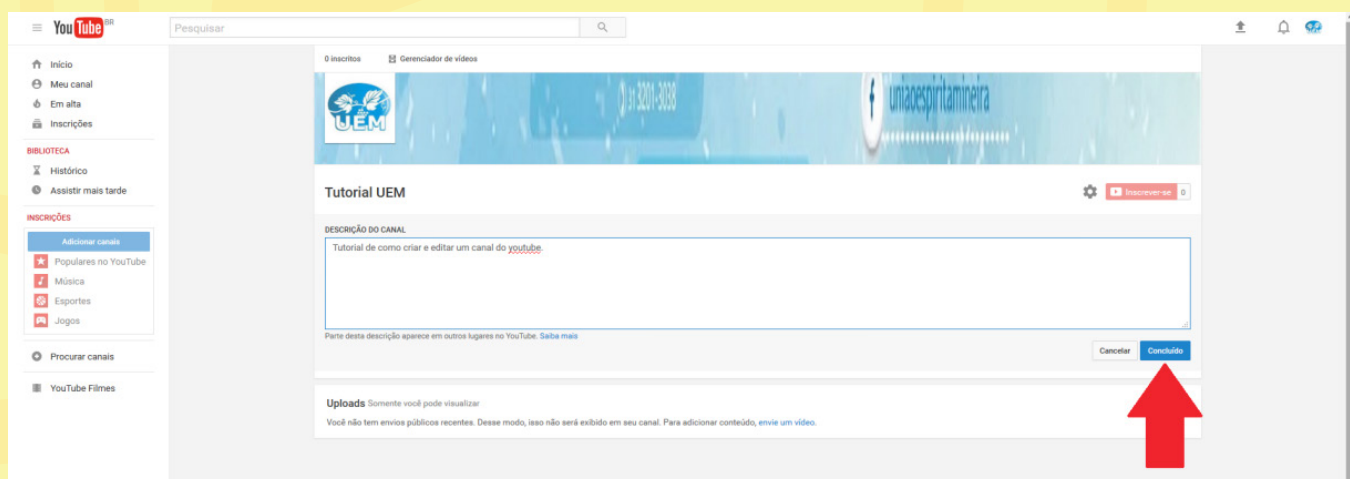 YouTube BR
Pesquisar
Início
Meu canal
Em alta
Inscrições
BIBLIOTECA
Histórico
Assistir mais tarde
INSCRIÇÕES
Adicionar canais
Populares no YouTube
Música
Esportes
Jogos
Procurar canais
YouTube Filmes
0 inscritos Gerenciador de vídeos
UEM
31 3201-3038
f uniaoespiritamineira
Tutorial UEM
Inscrever-se 0
DESCRIÇÃO DO CANAL
Tutorial de como criar e editar um canal do youtube.
Parte desta descrição aparece em outros lugares no YouTube. Saiba mais
Cancelar Concluído
Uploads Somente você pode visualizar
Você não tem envios públicos recentes. Desse modo, isso não será exibido em seu canal. Para adicionar conteúdo, envie um vídeo.